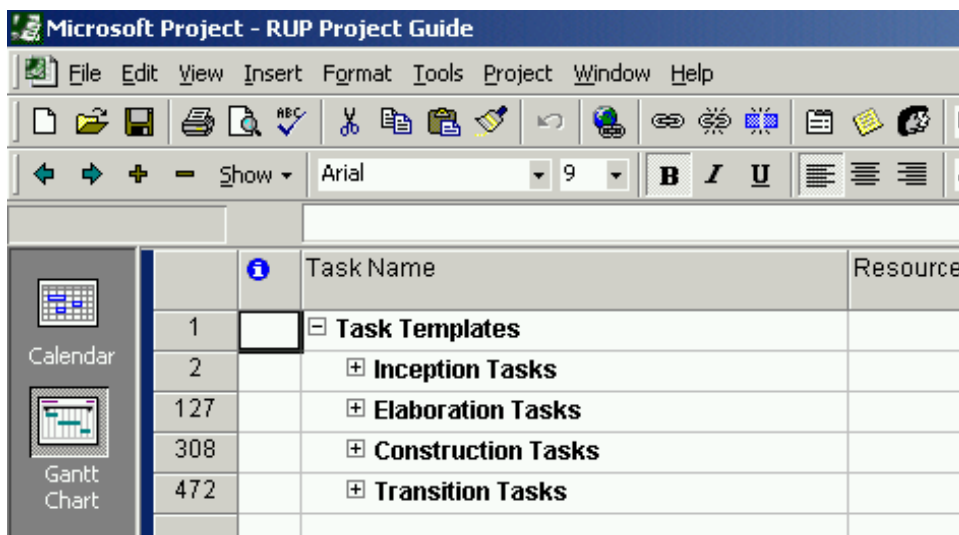 Microsoft Project - RUP Project Guide
File Edit View Insert Format Tools Project Window Help
ABC
Show Arial 9 B I U
Task Name Resource
1 Task Templates
2 Inception Tasks
127 Elaboration Tasks
308 Construction Tasks
472 Transition Tasks
Calendar
Gantt
Chart